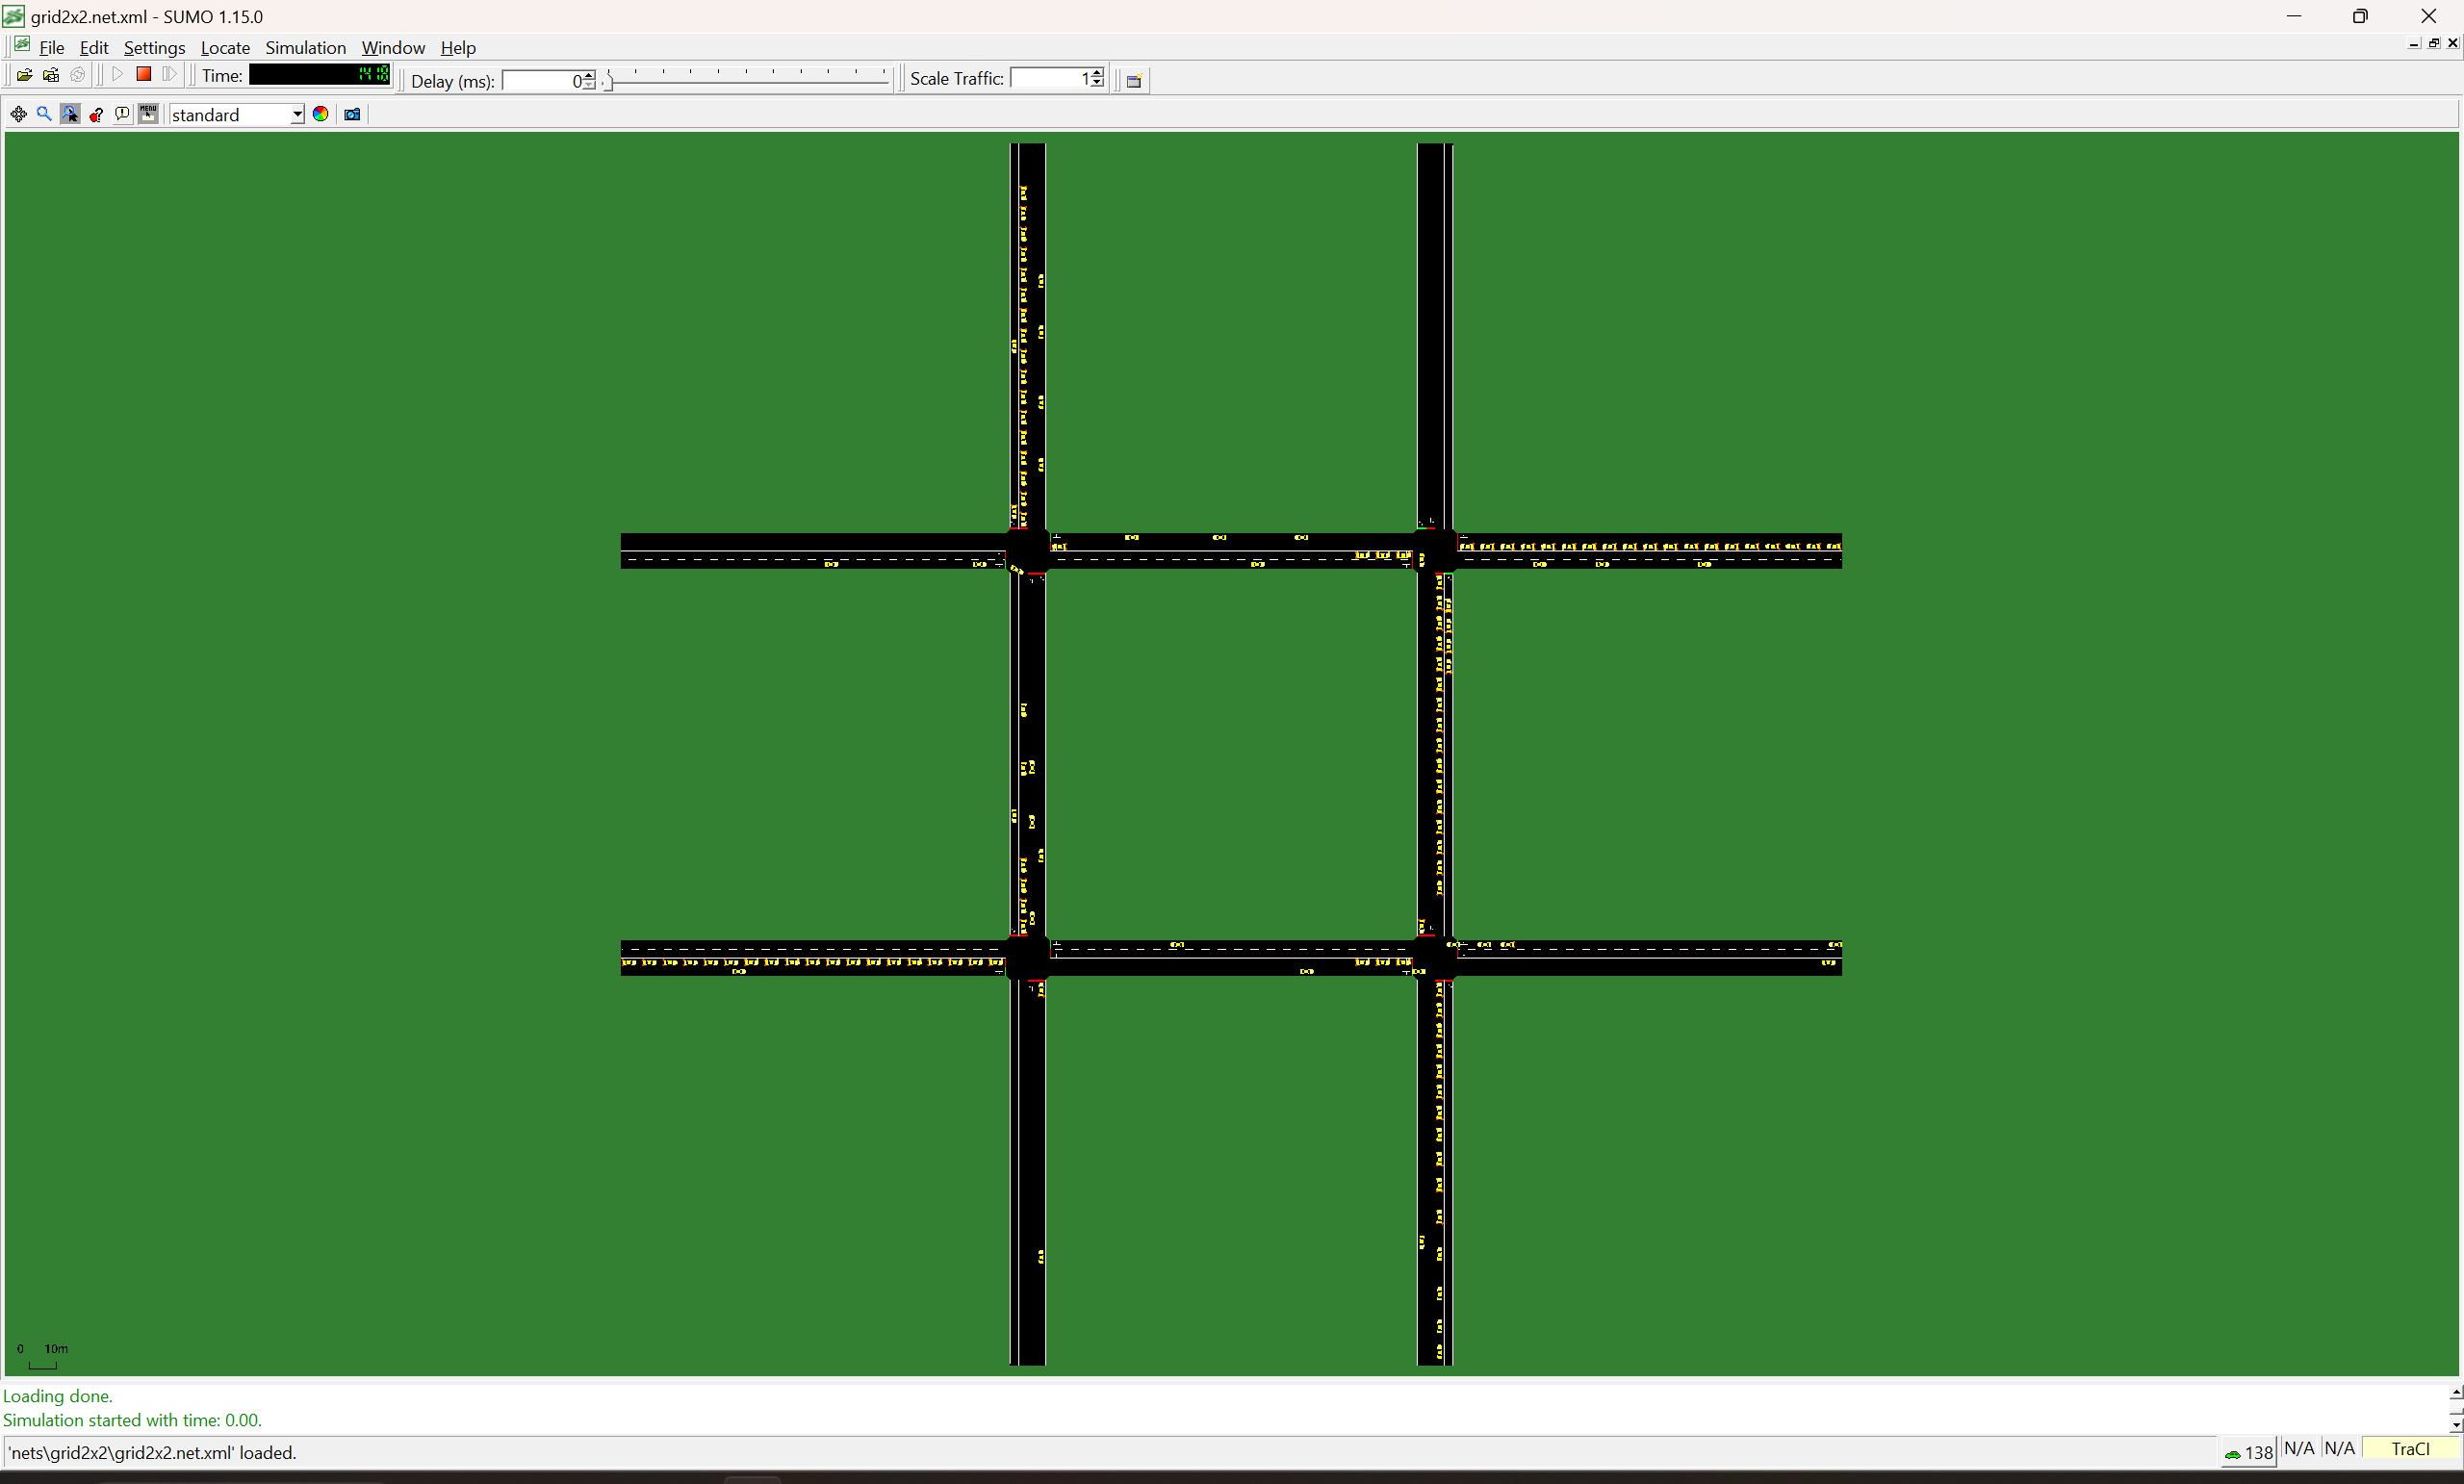 grid2x2.net.xml - SUMO 1.15.0
File Edit Settings Locate Simulation Window Help
Time: 1418 Delay (ms): 0 Scale Traffic: 1
MENU standard
0 10m
Loading done.
Simulation started with time: 0.00.
'nets\grid2x2\grid2x2.net.xml' loaded. 138 N/A N/A TraCI